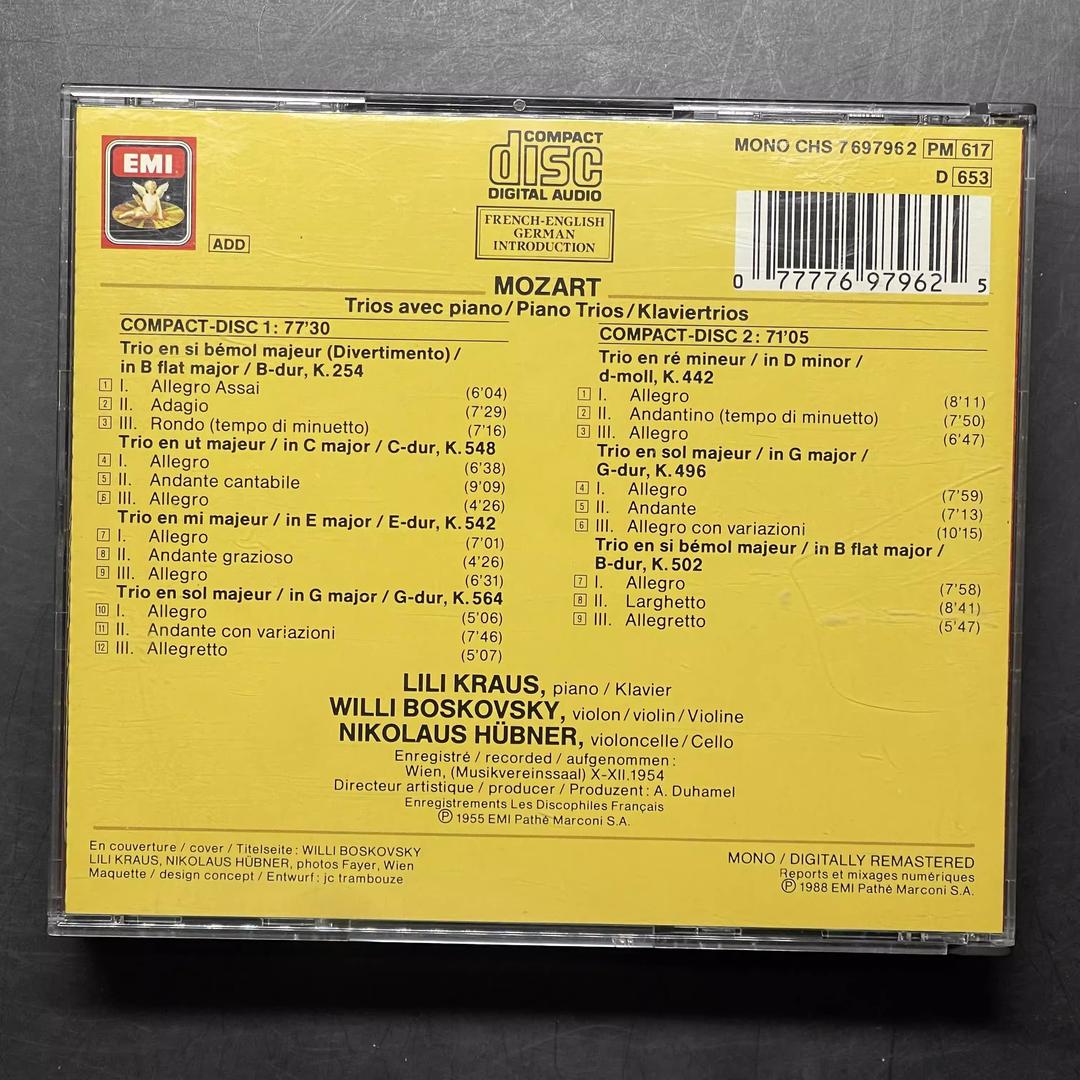 EMI
ADD
COMPACT
disc
DIGITAL AUDIO
FRENCH-ENGLISH
GERMAN
INTRODUCTION
MONO CHS 7 69796 2 PM 617
D 653
0 77776 97962 5
MOZART
Trios avec piano / Piano Trios / Klaviertrios
COMPACT-DISC 1: 77'30
Trio en si bémol majeur (Divertimento) /
in B flat major / B-dur, K. 254
1 I. Allegro Assai (6'04)
2 II. Adagio (7'29)
3 III. Rondo (tempo di minuetto) (7'16)
Trio en ut majeur / in C major / C-dur, K. 548
4 I. Allegro (6'38)
5 II. Andante cantabile (9'09)
6 III. Allegro (4'26)
Trio en mi majeur / in E major / E-dur, K. 542
7 I. Allegro (7'01)
8 II. Andante grazioso (4'26)
9 III. Allegro (6'31)
Trio en sol majeur / in G major / G-dur, K. 564
10 I. Allegro (5'06)
11 II. Andante con variazioni (7'46)
12 III. Allegretto (5'07)
COMPACT-DISC 2: 71'05
Trio en ré mineur / in D minor /
d-moll, K. 442
1 I. Allegro (8'11)
2 II. Andantino (tempo di minuetto) (7'50)
3 III. Allegro (6'47)
Trio en sol majeur / in G major /
G-dur, K. 496
4 I. Allegro (7'59)
5 II. Andante (7'13)
6 III. Allegro con variazioni (10'15)
Trio en si bémol majeur / in B flat major /
B-dur, K. 502
7 I. Allegro (7'58)
8 II. Larghetto (8'41)
9 III. Allegretto (5'47)
LILI KRAUS, piano / Klavier
WILLI BOSKOVSKY, violon / violin / Violine
NIKOLAUS HÜBNER, violoncelle / Cello
Enregistré / recorded / aufgenommen :
Wien, (Musikvereinssaal) X-XII.1954
Directeur artistique / producer / Produzent : A. Duhamel
Enregistrements Les Discophiles Français
℗ 1955 EMI Pathé Marconi S.A.
En couverture / cover / Titelseite : WILLI BOSKOVSKY
LILI KRAUS, NIKOLAUS HÜBNER, photos Fayer, Wien
Maquette / design concept / Entwurf : jc trambouze
MONO / DIGITALLY REMASTERED
Reports et mixages numériques
℗ 1988 EMI Pathé Marconi S.A.